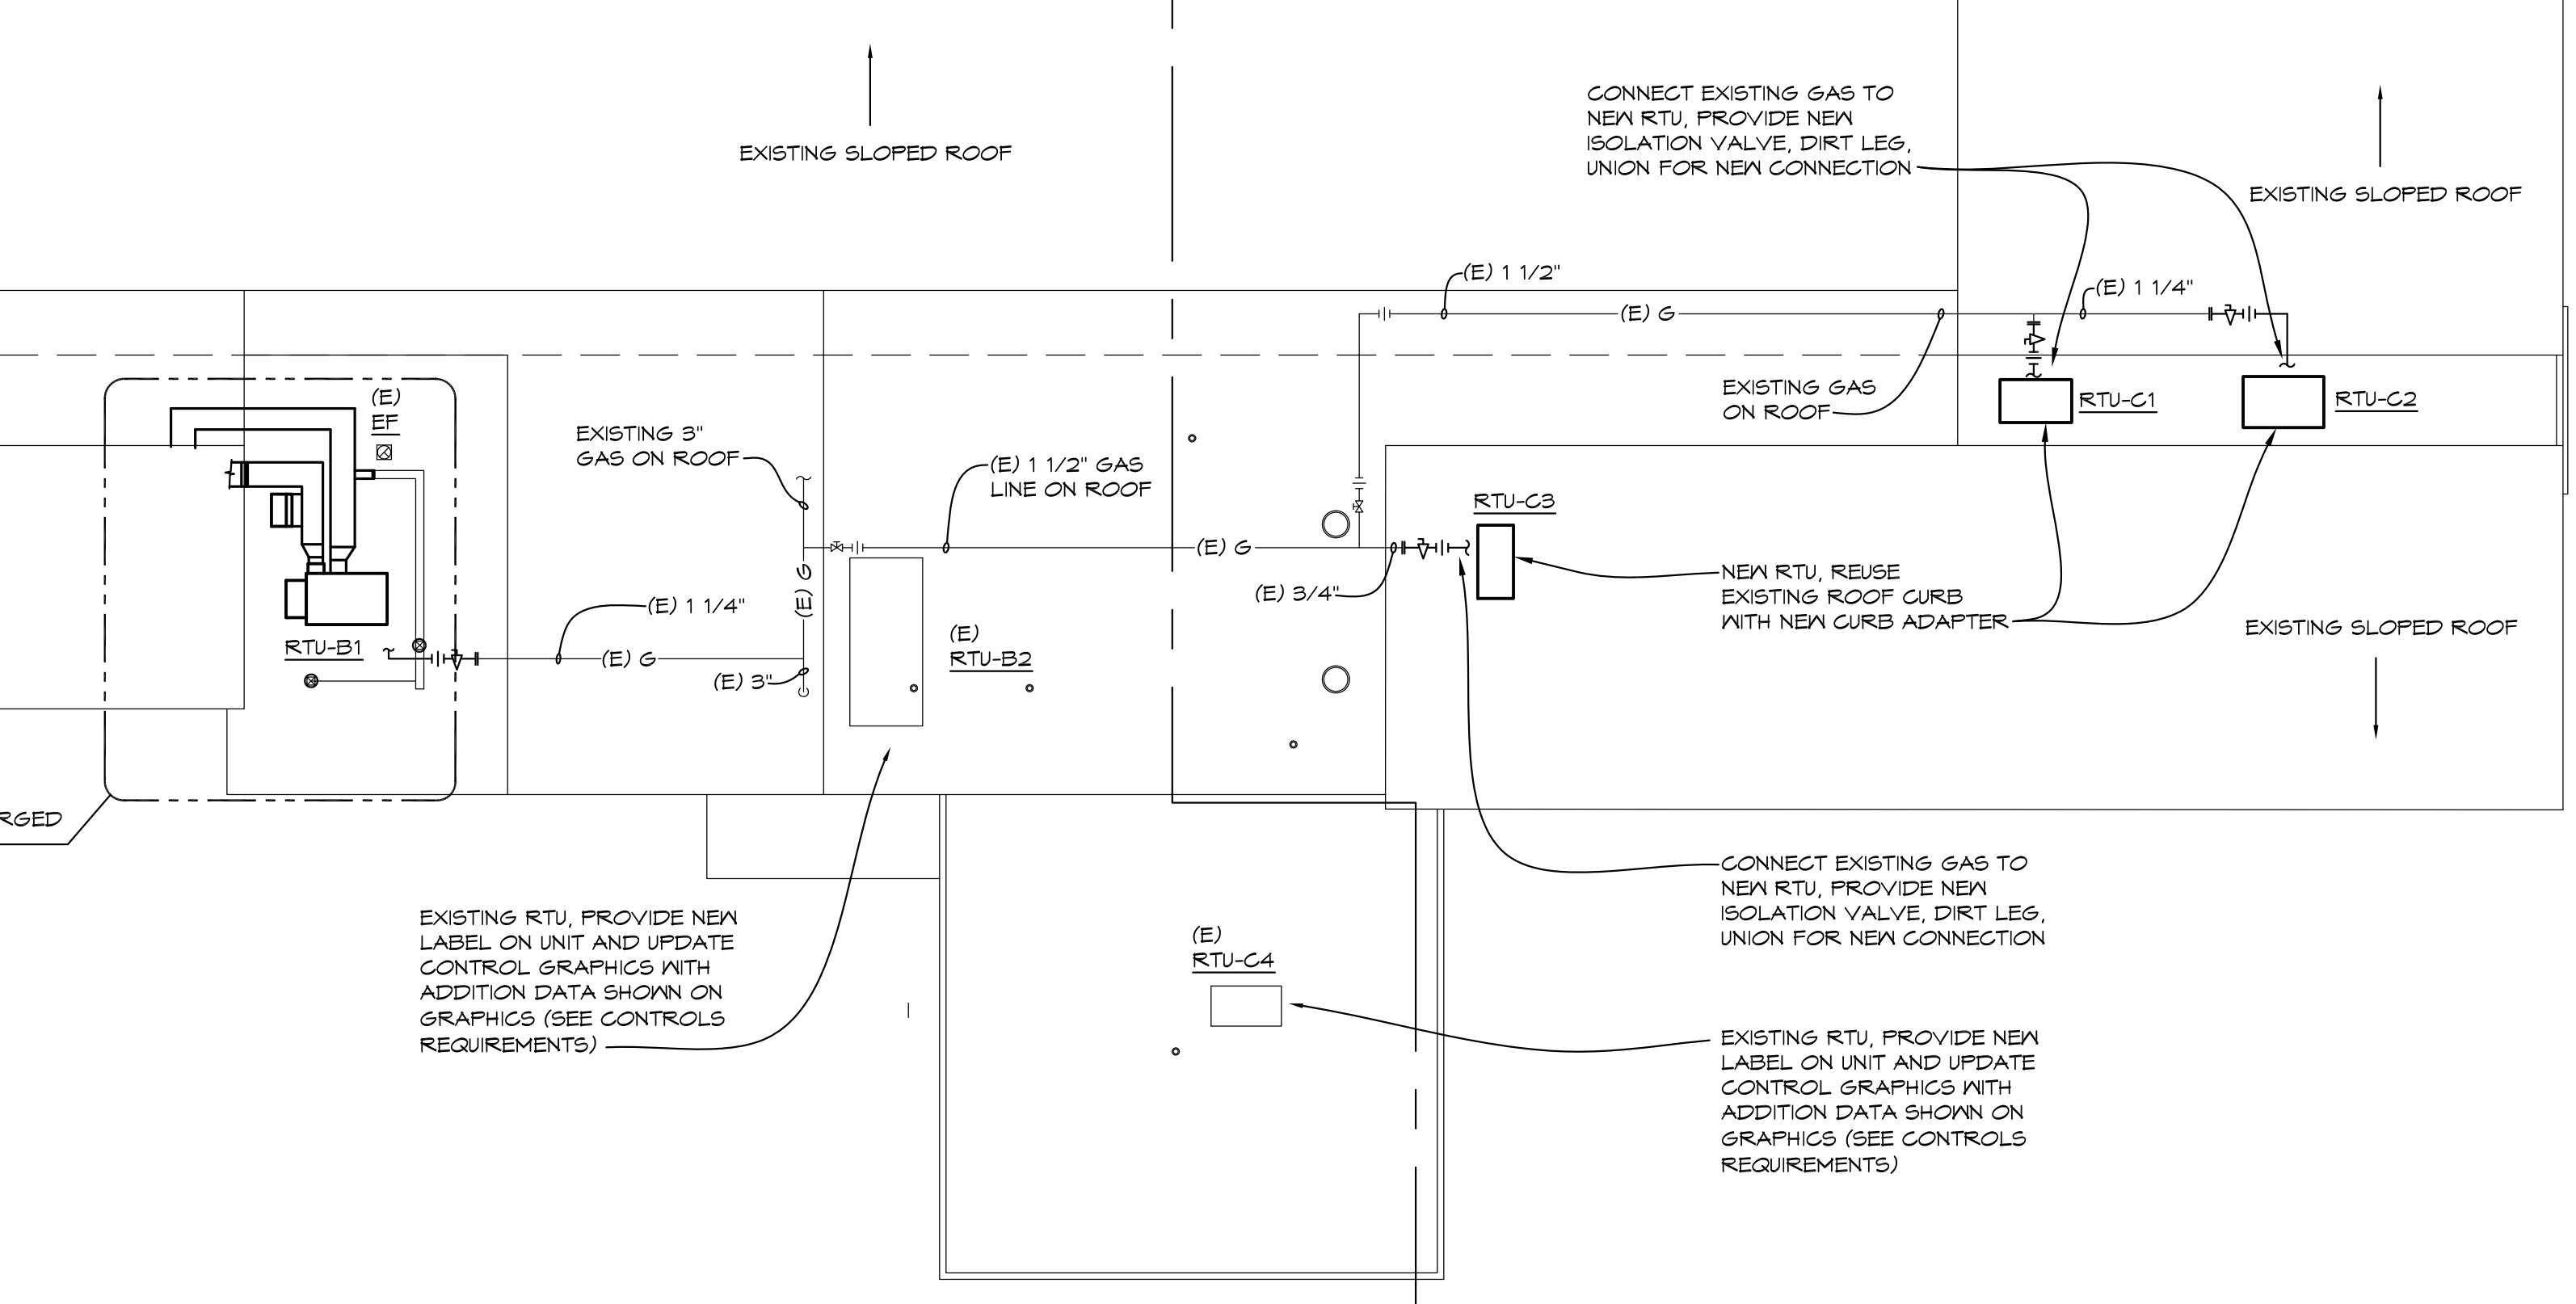 CONNECT EXISTING GAS TO
NEW RTU, PROVIDE NEW
ISOLATION VALVE, DIRT LEG,
UNION FOR NEW CONNECTION
EXISTING SLOPED ROOF
EXISTING SLOPED ROOF
(E) 1 1/2"
(E) G
(E) 1 1/4"
EXISTING GAS
ON ROOF
RTU-C1
RTU-C2
(E)
EF
EXISTING 3"
GAS ON ROOF
(E) 1 1/2" GAS
LINE ON ROOF
RTU-C3
(E) G
(E) G
(E) 3/4"
NEW RTU, REUSE
EXISTING ROOF CURB
WITH NEW CURB ADAPTER
EXISTING SLOPED ROOF
(E) 1 1/4"
RTU-B1
(E) G
(E) 3"
(E)
RTU-B2
RGED
CONNECT EXISTING GAS TO
NEW RTU, PROVIDE NEW
ISOLATION VALVE, DIRT LEG,
UNION FOR NEW CONNECTION
EXISTING RTU, PROVIDE NEW
LABEL ON UNIT AND UPDATE
CONTROL GRAPHICS WITH
ADDITION DATA SHOWN ON
GRAPHICS (SEE CONTROLS
REQUIREMENTS)
(E)
RTU-C4
EXISTING RTU, PROVIDE NEW
LABEL ON UNIT AND UPDATE
CONTROL GRAPHICS WITH
ADDITION DATA SHOWN ON
GRAPHICS (SEE CONTROLS
REQUIREMENTS)